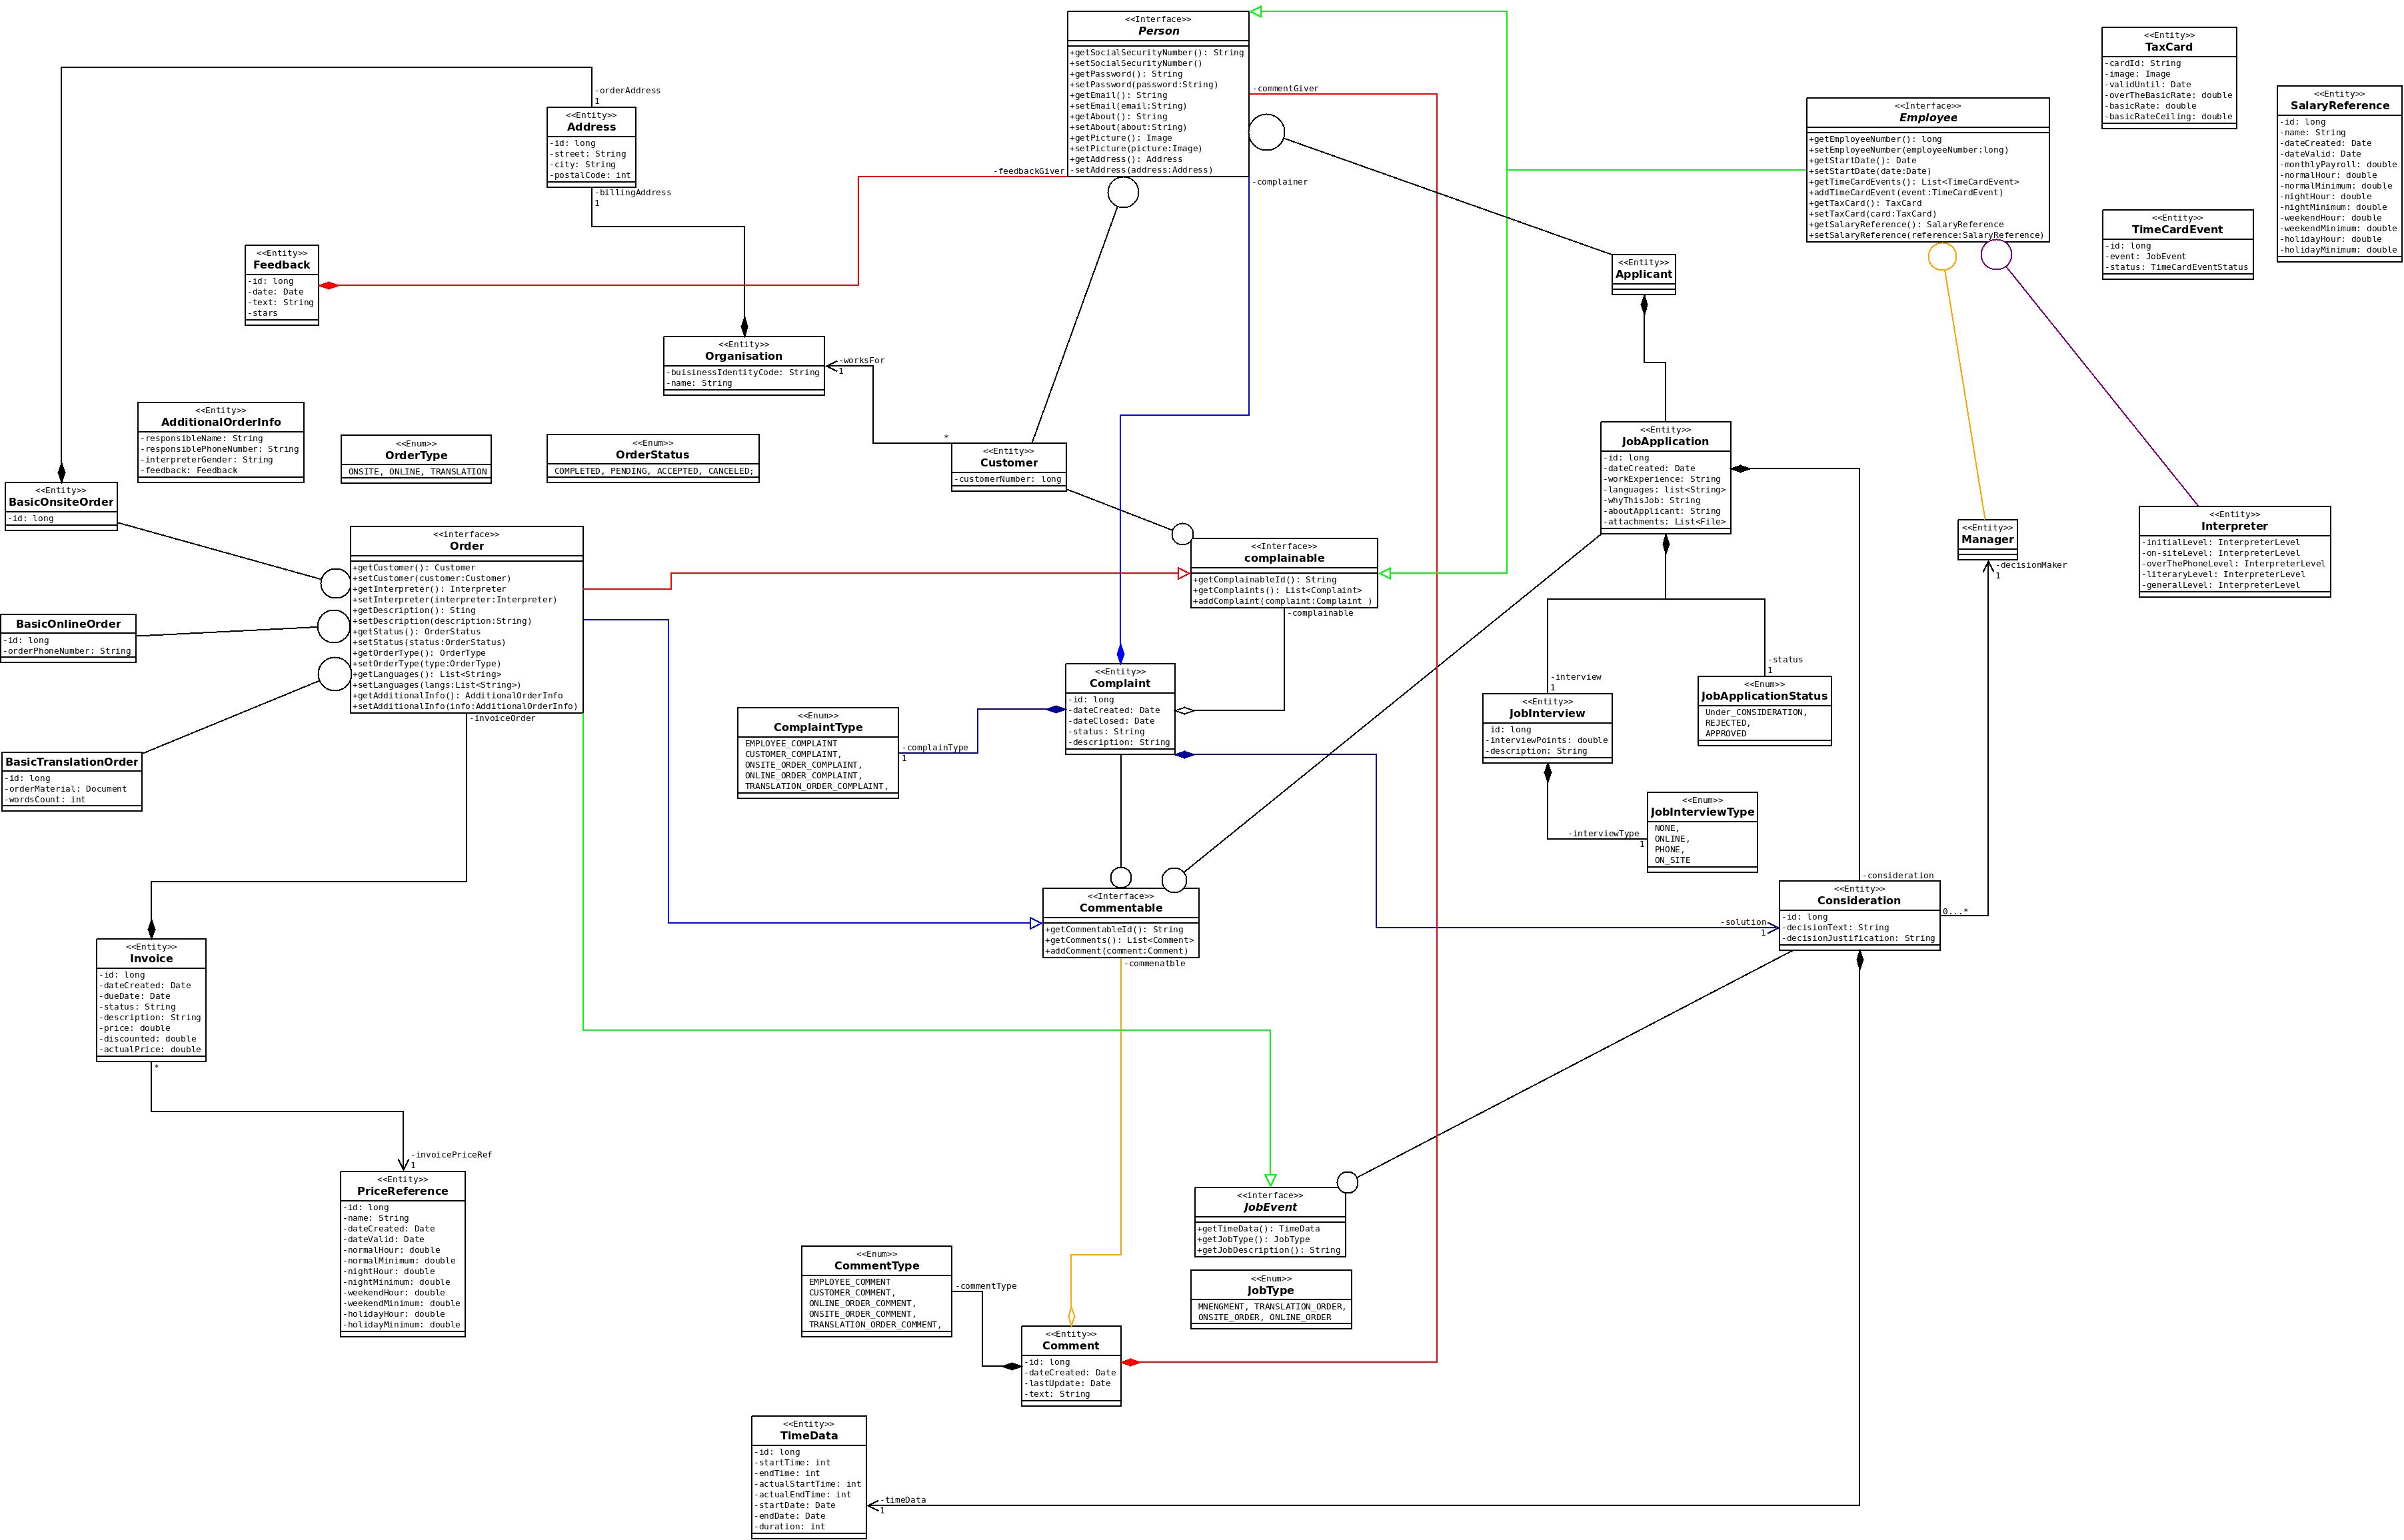 <<Interface>>
Person
+getSocialSecurityNumber(): String
+setSocialSecurityNumber()
+getPassword(): String
+setPassword(password:String)
+getEmail(): String
+setEmail(email:String)
+getAbout(): String
+setAbout(about:String)
+getPicture(): Image
+setPicture(picture:Image)
+getAddress(): Address
+setAddress(address:Address)
-commentGiver
-feedbackGiver
-complainer
<<Entity>>
TaxCard
-cardId: String
-image: Image
-validUntil: Date
-overTheBasicRate: double
-basicRate: double
-basicRateCeiling: double
<<Entity>>
SalaryReference
-id: long
-name: String
-dateCreated: Date
-dateValid: Date
-monthlyPayroll: double
-normalHour: double
-normalMinimum: double
-nightHour: double
-nightMinimum: double
-weekendHour: double
-weekendMinimum: double
-holidayHour: double
-holidayMinimum: double
<<Interface>>
Employee
+getEmployeeNumber(): long
+setEmployeeNumber(employeeNumber:long)
+getStartDate(): Date
+setStartDate(date:Date)
+getTimeCardEvents(): List<TimeCardEvent>
+addTimeCardEvent(event:TimeCardEvent)
+getTaxCard(): TaxCard
+setTaxCard(card:TaxCard)
+getSalaryReference(): SalaryReference
+setSalaryReference(reference:SalaryReference)
<<Entity>>
TimeCardEvent
-id: long
-event: JobEvent
-status: TimeCardEventStatus
-orderAddress
1
<<Entity>>
Address
-id: long
-street: String
-city: String
-postalCode: int
-billingAddress
1
<<Entity>>
Feedback
-id: long
-date: Date
-text: String
-stars
<<Entity>>
Applicant
<<Entity>>
Organisation
-buisinessIdentityCode: String
-name: String
-worksFor
1
*
<<Entity>>
AdditionalOrderInfo
-responsibleName: String
-responsiblePhoneNumber: String
-interpreterGender: String
-feedback: Feedback
<<Enum>>
OrderType
ONSITE, ONLINE, TRANSLATION
<<Enum>>
OrderStatus
COMPLETED, PENDING, ACCEPTED, CANCELED;
<<Entity>>
Customer
-customerNumber: long
<<Entity>>
JobApplication
-id: long
-dateCreated: Date
-workExperience: String
-languages: list<String>
-whyThisJob: String
-aboutApplicant: String
-attachments: List<File>
<<Entity>>
BasicOnsiteOrder
-id: long
<<Entity>>
Manager
-decisionMaker
1
<<Entity>>
Interpreter
-initialLevel: InterpreterLevel
-on-siteLevel: InterpreterLevel
-overThePhoneLevel: InterpreterLevel
-literaryLevel: InterpreterLevel
-generalLevel: InterpreterLevel
<<interface>>
Order
+getCustomer(): Customer
+setCustomer(customer:Customer)
+getInterpreter(): Interpreter
+setInterpreter(interpreter:Interpreter)
+getDescription(): Sting
+setDescription(description:String)
+getStatus(): OrderStatus
+setStatus(status:OrderStatus)
+getOrderType(): OrderType
+setOrderType(type:OrderType)
+getLanguages(): List<String>
+setLanguages(langs:List<String>)
+getAdditionalInfo(): AdditionalOrderInfo
+setAdditionalInfo(info:AdditionalOrderInfo)
-invoiceOrder
<<Interface>>
complainable
+getComplainableId(): String
+getComplaints(): List<Complaint>
+addComplaint(complaint:Complaint )
-complainable
BasicOnlineOrder
-id: long
-orderPhoneNumber: String
BasicTranslationOrder
-id: long
-orderMaterial: Document
-wordsCount: int
<<Entity>>
Complaint
-id: long
-dateCreated: Date
-dateClosed: Date
-status: String
-description: String
<<Enum>>
ComplaintType
EMPLOYEE_COMPLAINT
CUSTOMER_COMPLAINT,
ONSITE_ORDER_COMPLAINT,
ONLINE_ORDER_COMPLAINT,
TRANSLATION_ORDER_COMPLAINT,
-complainType
1
-interview
1
<<Entity>>
JobInterview
id: long
-interviewPoints: double
-description: String
-status
1
<<Enum>>
JobApplicationStatus
Under_CONSIDERATION,
REJECTED,
APPROVED
<<Enum>>
JobInterviewType
NONE,
ONLINE,
PHONE,
ON_SITE
-interviewType
1
<<Interface>>
Commentable
+getCommentableId(): String
+getComments(): List<Comment>
+addComment(comment:Comment)
-commenatble
-consideration
<<Entity>>
Consideration
-id: long
-decisionText: String
-decisionJustification: String
0...*
-solution
1
<<Entity>>
Invoice
-id: long
-dateCreated: Date
-dueDate: Date
-status: String
-description: String
-price: double
-discounted: double
-actualPrice: double
*
-invoicePriceRef
1
<<Entity>>
PriceReference
-id: long
-name: String
-dateCreated: Date
-dateValid: Date
-normalHour: double
-normalMinimum: double
-nightHour: double
-nightMinimum: double
-weekendHour: double
-weekendMinimum: double
-holidayHour: double
-holidayMinimum: double
<<interface>>
JobEvent
+getTimeData(): TimeData
+getJobType(): JobType
+getJobDescription(): String
<<Enum>>
JobType
MNENGMENT, TRANSLATION_ORDER,
ONSITE_ORDER, ONLINE_ORDER
<<Enum>>
CommentType
EMPLOYEE_COMMENT
CUSTOMER_COMMENT,
ONLINE_ORDER_COMMENT,
ONSITE_ORDER_COMMENT,
TRANSLATION_ORDER_COMMENT,
-commentType
<<Entity>>
Comment
-id: long
-dateCreated: Date
-lastUpdate: Date
-text: String
<<Entity>>
TimeData
-id: long
-startTime: int
-endTime: int
-actualStartTime: int
-actualEndTime: int
-startDate: Date
-endDate: Date
-duration: int
-timeData
1